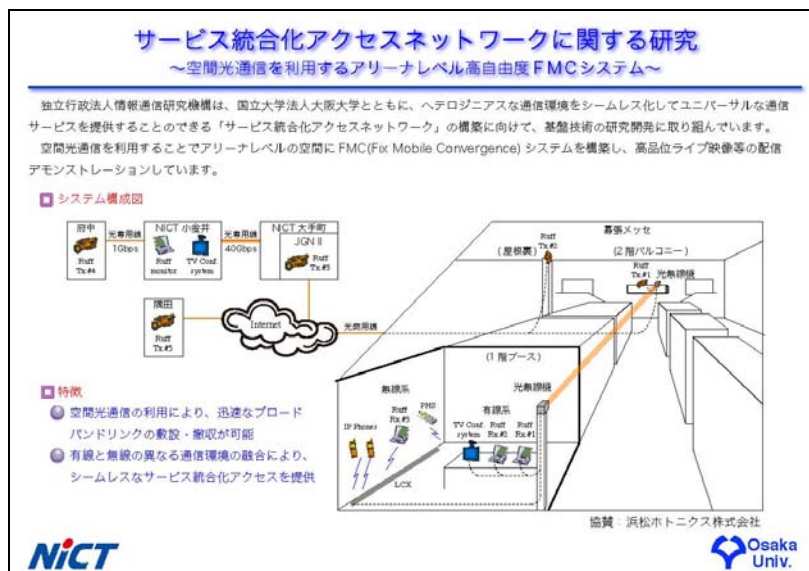 サービス統合化アクセスネットワークに関する研究
～空間光通信を利用するアリーナレベル高自由度FMCシステム～
独立行政法人情報通信研究機構は、国立大学法人大阪大学とともに、ヘテロジニアスな通信環境をシームレス化してユニバーサルな通信
サービスを提供することのできる「サービス統合化アクセスネットワーク」の構築に向けて、基盤技術の研究開発に取り組んでいます。
空間光通信を利用することでアリーナレベルの空間にFMC(Fix Mobile Convergence) システムを構築し、高品位ライブ映像等の配信
デモンストレーションしています。
システム構成図
府中
Ruff
Tx#4
光専用線
1Gbps
NICT 小金井
Ruff
monitor
TV Conf.
system
光専用線
40Gbps
NICT 大手町
JGN II
Ruff
Tx#3
隅田
Ruff
Tx#5
Internet
光商用線
幕張メッセ
(屋根裏)
Ruff
Tx#2
(2階バルコニー)
Ruff
Tx#1
光無線機
(1階ブース)
光無線機
無線系
IP Phones
Ruff
Rx#3
PHS
LCX
有線系
TV Conf.
system
Ruff
Rx#2
Ruff
Rx#1
特徴
空間光通信の利用により、迅速なブロード
バンドリンクの敷設・撤収が可能
有線と無線の異なる通信環境の融合により、
シームレスなサービス統合化アクセスを提供
協賛：浜松ホトニクス株式会社
NiCT
Osaka
Univ.